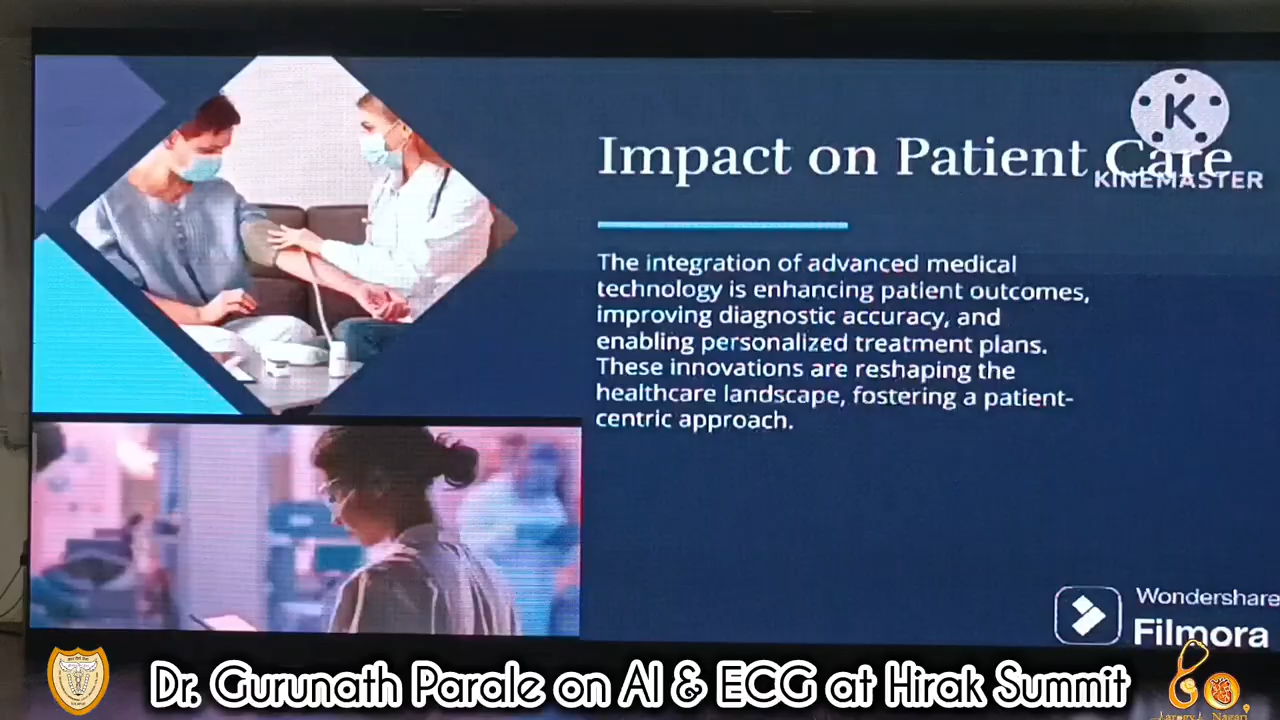 Impact on Patient Care
KINEMASTER
The integration of advanced medical
technology is enhancing patient outcomes,
improving diagnostic accuracy, and
enabling personalized treatment plans.
These innovations are reshaping the
healthcare landscape, fostering a patient-
centric approach.
Wondershare
Filmora
Dr. Gurunath Parale on AI & ECG at Hirak Summit